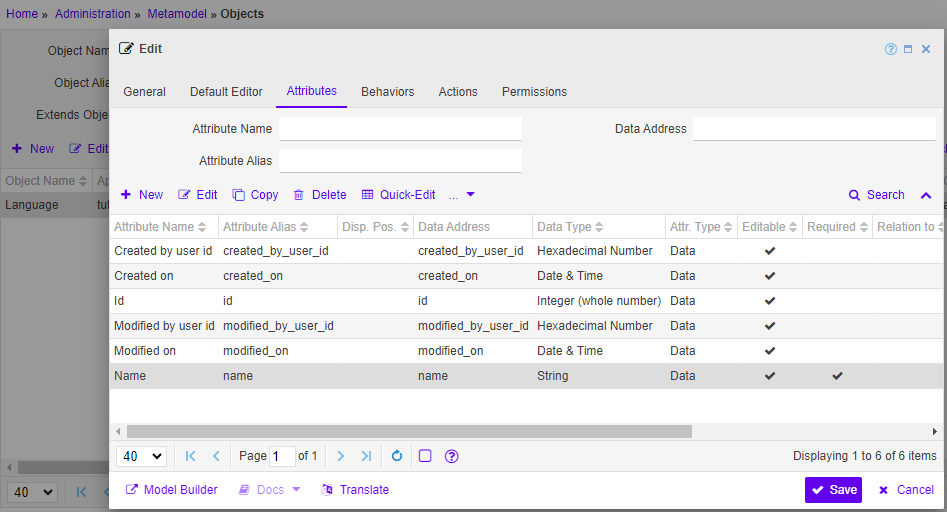 Home » Administration » Metamodel » Objects
Object Nam
Object Alia
Extends Obje
New Edit
Object Name Ap
Language tut
40
Edit
General Default Editor Attributes Behaviors Actions Permissions
Attribute Name Data Address
Attribute Alias
New Edit Copy Delete Quick-Edit ... Search
Attribute Name Attribute Alias Disp. Pos. Data Address Data Type Attr. Type Editable Required Relation to
Created by user id created_by_user_id created_by_user_id Hexadecimal Number Data
Created on created_on created_on Date & Time Data
Id id id Integer (whole number) Data
Modified by user id modified_by_user_id modified_by_user_id Hexadecimal Number Data
Modified on modified_on modified_on Date & Time Data
Name name name String Data
40 Page 1 of 1 Displaying 1 to 6 of 6 items
Model Builder Docs Translate Save Cancel